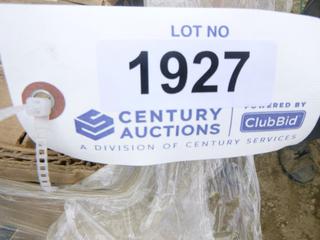 LOT NO
1927
CENTURY AUCTIONS
POWERED BY
ClubBid
A DIVISION OF CENTURY SERVICES